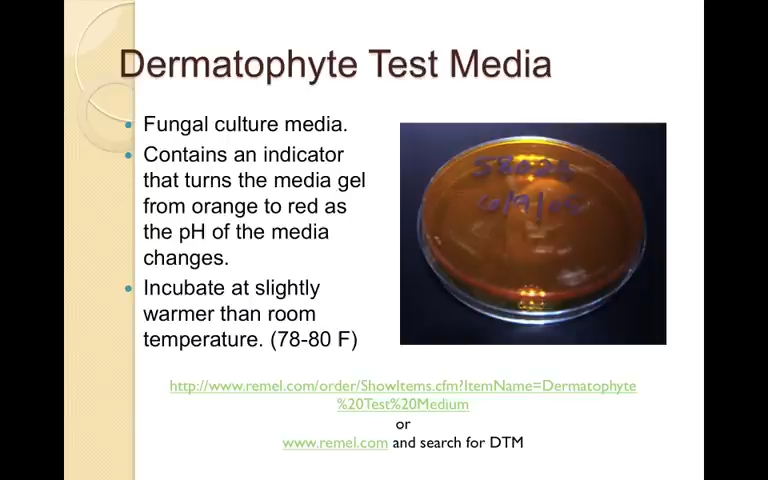 Dermatophyte Test Media
Fungal culture media.
Contains an indicator
that turns the media gel
from orange to red as
the pH of the media
changes.
Incubate at slightly
warmer than room
temperature. (78-80 F)
http://www.remel.com/order/ShowItems.cfm?ItemName=Dermatophyte
%20Test%20Medium
or
www.remel.com and search for DTM